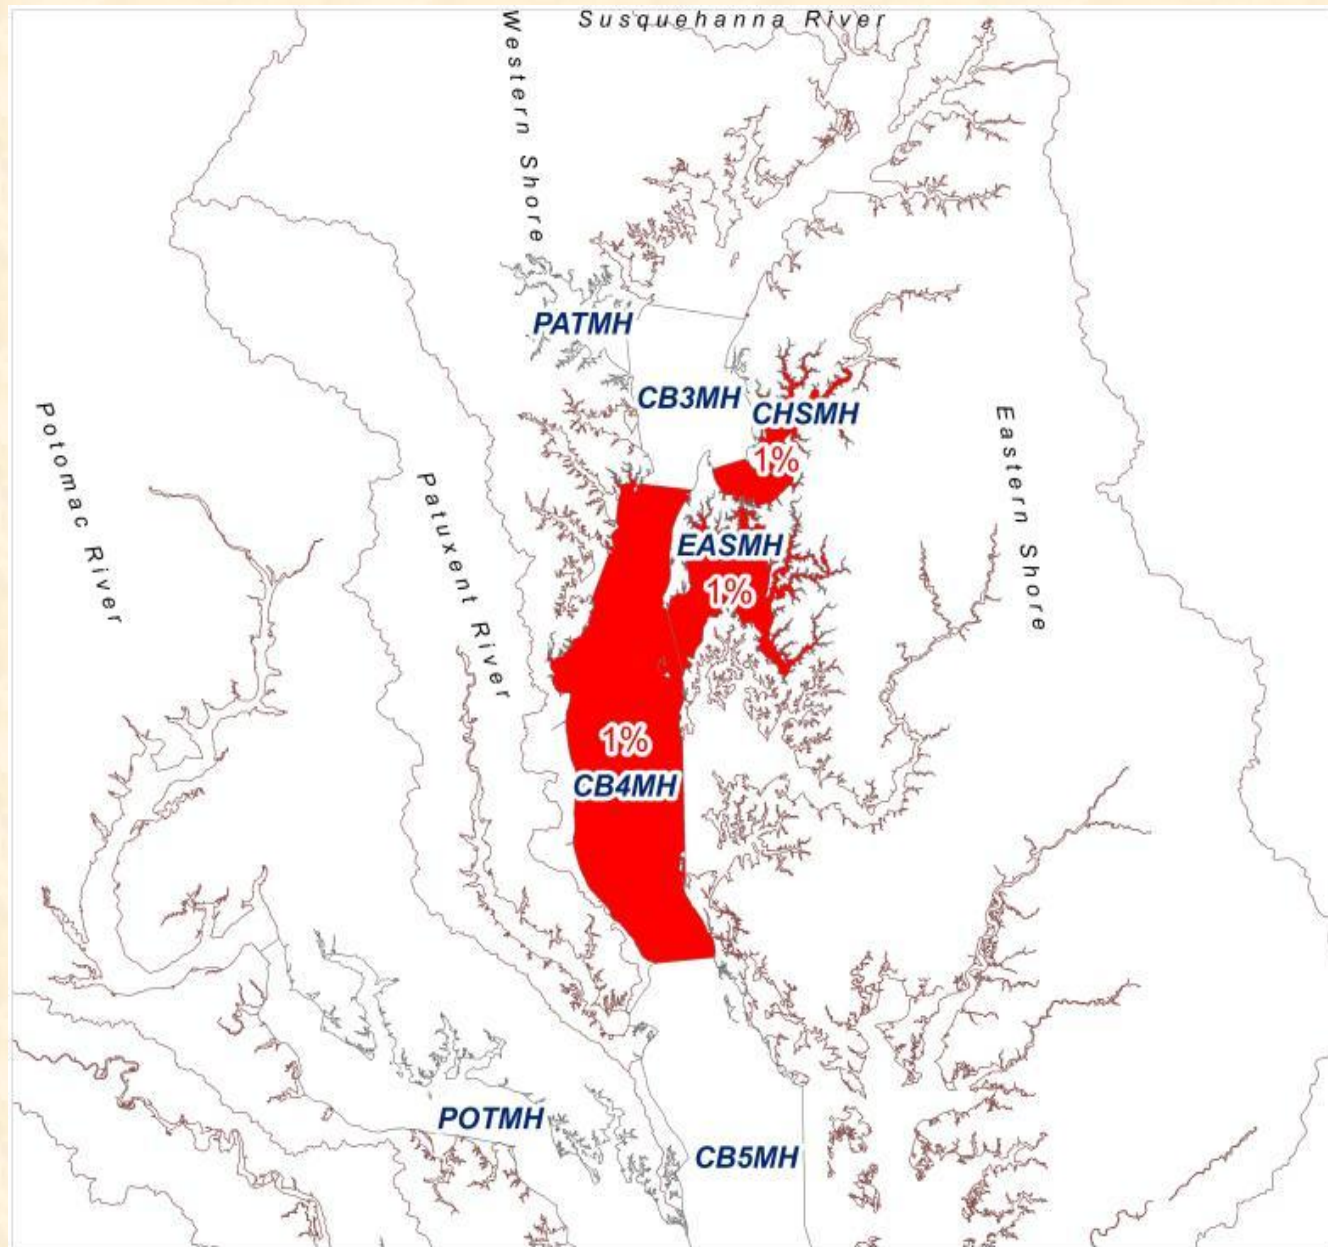 Susquehanna River
Western Shore
PATMH
CB3MH
CHSMH
1%
Potomac River
Patuxent River
Eastern Shore
EASMH
1%
1%
CB4MH
POTMH
CB5MH